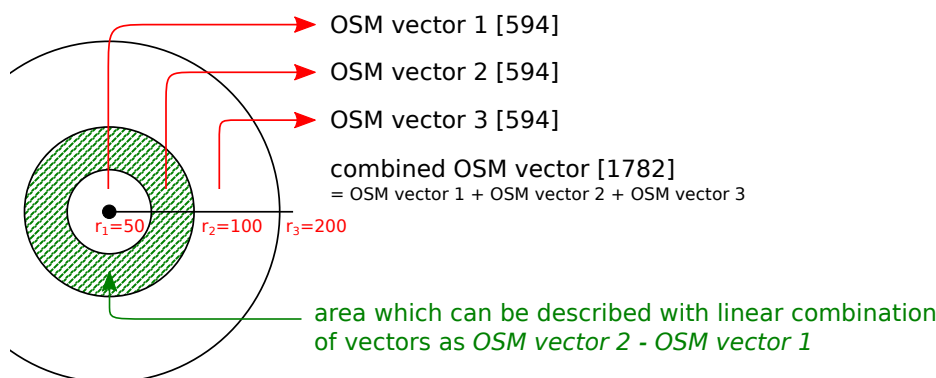 OSM vector 1 [594]
OSM vector 2 [594]
OSM vector 3 [594]
combined OSM vector [1782]
= OSM vector 1 + OSM vector 2 + OSM vector 3
r₁=50
r₂=100
r₃=200
area which can be described with linear combination
of vectors as OSM vector 2 - OSM vector 1